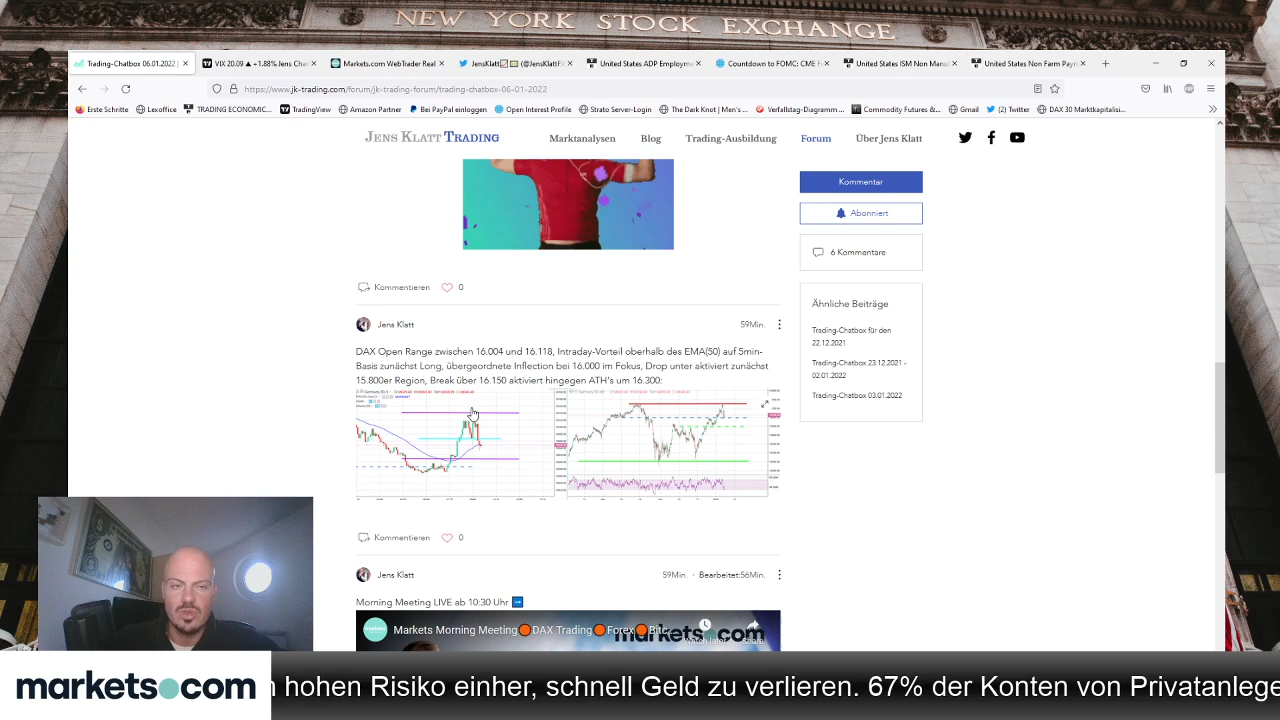 NEW YORK STOCK EXCHANGE
Trading-Chatbox 06.01.2022 |
VIX 20.09 ▲ +1.88% Jens Chan
Markets.com WebTrader Real
JensKlatt (@JensKlattFX
United States ADP Employme
Countdown to FOMC: CME F
United States ISM Non Manu
United States Non Farm Payro
https://www.jk-trading.com/forum/jk-trading-forum/trading-chatbox-06-01-2022
Erste Schritte
Lexoffice
TRADING ECONOMIC...
TradingView
Amazon Partner
Bei PayPal einloggen
Open Interest Profile
Strato Server-Login
The Dark Knot | Men's ...
Verfallstag-Diagramm ...
Commodity Futures &...
Gmail
(2) Twitter
DAX 30 Marktkapitalisi...
JENS KLATT TRADING
Marktanalysen
Blog
Trading-Ausbildung
Forum
Über Jens Klatt
Kommentar
Abonniert
6 Kommentare
Ähnliche Beiträge
Trading-Chatbox für den
22.12.2021
Trading-Chatbox 23.12.2021 -
02.01.2022
Trading-Chatbox 03.01.2022
Kommentieren
0
Jens Klatt
59Min.
DAX Open Range zwischen 16.004 und 16.118, Intraday-Vorteil oberhalb des EMA(50) auf 5min-
Basis zunächst Long, übergeordnete Inflection bei 16.000 im Fokus, Drop unter aktiviert zunächst
15.800er Region, Break über 16.150 aktiviert hingegen ATH's um 16.300:
Kommentieren
0
Jens Klatt
59Min. · Bearbeitet:56Min.
Morning Meeting LIVE ab 10:30 Uhr
Markets Morning Meeting DAX Trading Forex Bitc
markets.com
Watch later
Share
markets.com
n hohen Risiko einher, schnell Geld zu verlieren. 67% der Konten von Privatanlege